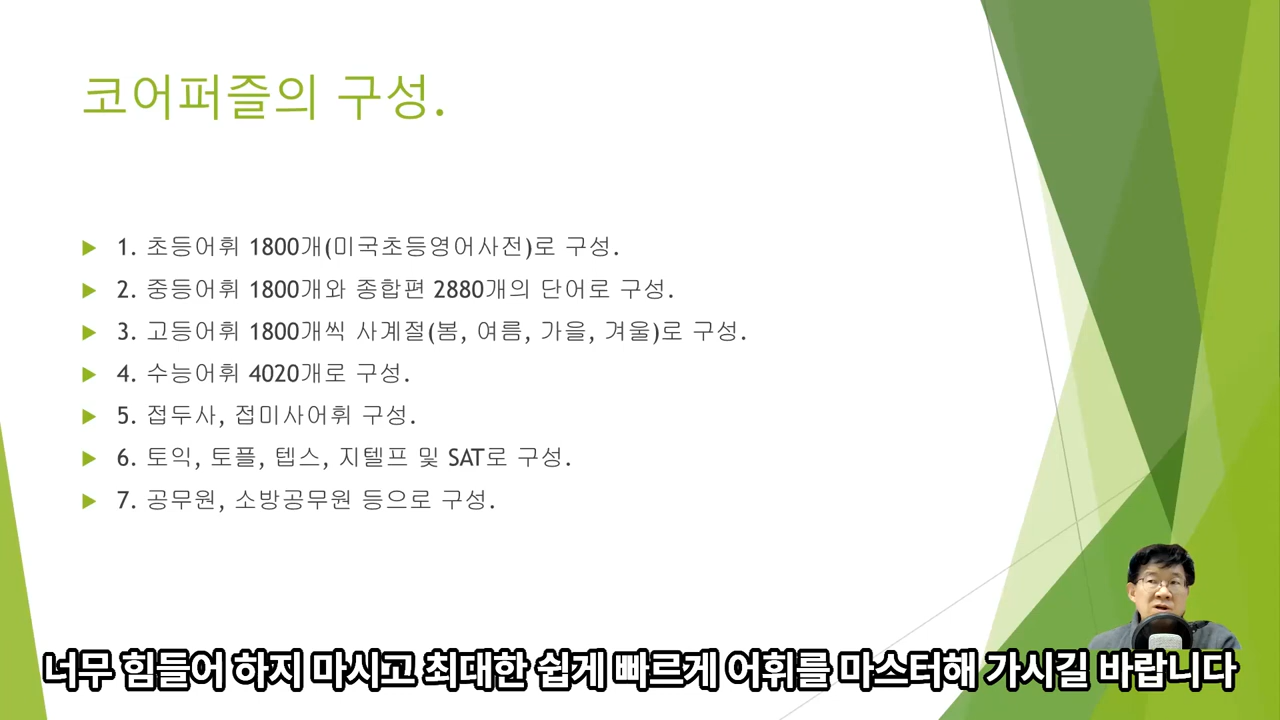 코어퍼즐의 구성.
1. 초등어휘 1800개(미국초등영어사전)로 구성.
2. 중등어휘 1800개와 종합편 2880개의 단어로 구성.
3. 고등어휘 1800개씩 사계절(봄, 여름, 가을, 겨울)로 구성.
4. 수능어휘 4020개로 구성.
5. 접두사, 접미사어휘 구성.
6. 토익, 토플, 텝스, 지텔프 및 SAT로 구성.
7. 공무원, 소방공무원 등으로 구성.
너무 힘들어 하지 마시고 최대한 쉽게 빠르게 어휘를 마스터해 가시길 바랍니다